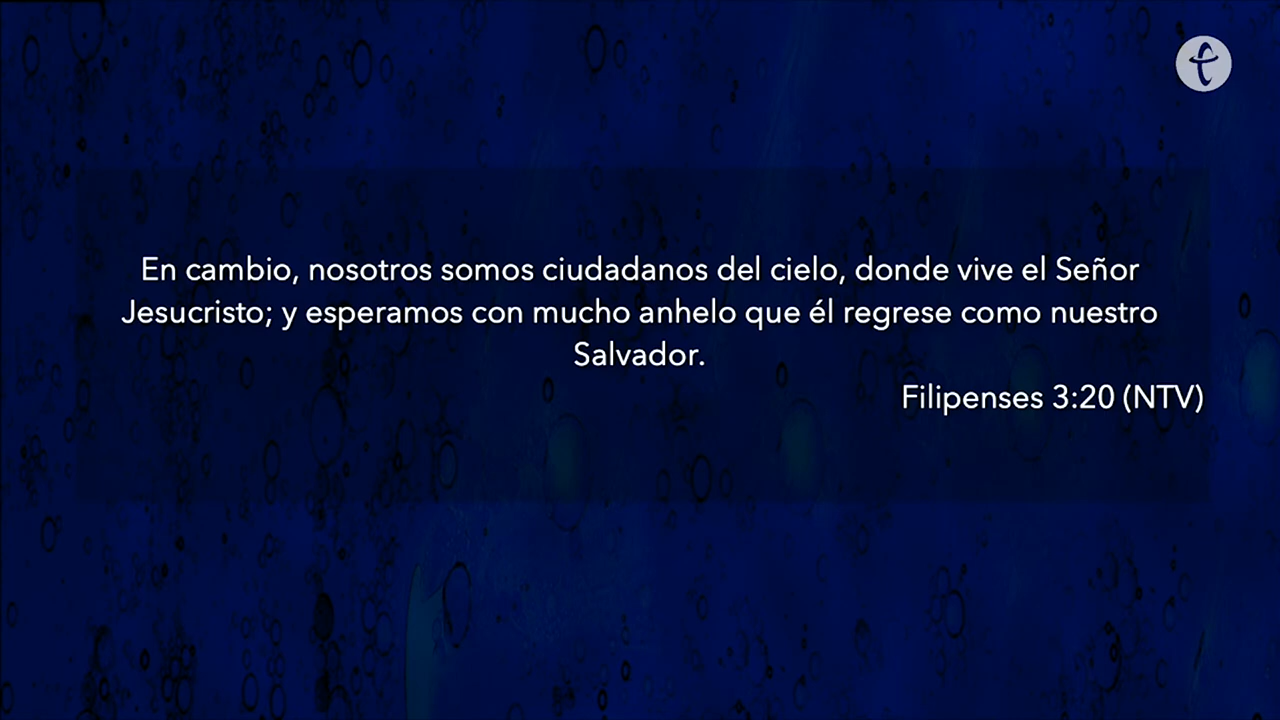 En cambio, nosotros somos ciudadanos del cielo, donde vive el Señor
Jesucristo; y esperamos con mucho anhelo que él regrese como nuestro
Salvador.
Filipenses 3:20 (NTV)